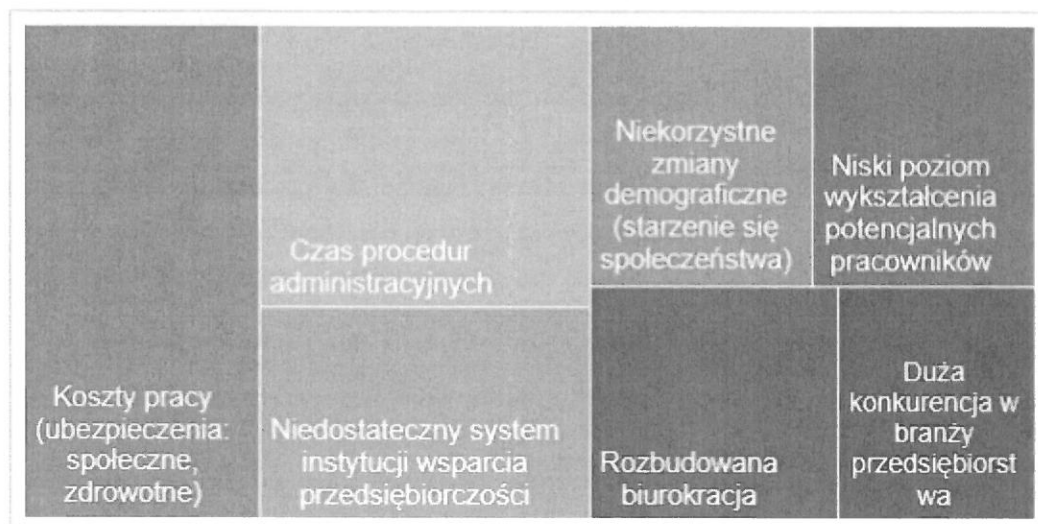 Koszty pracy
(ubezpieczenia:
społeczne,
zdrowotne)
Czas procedur
administracyjnych
Niedostateczny system
instytucji wsparcia
przedsiębiorczości
Niekorzystne
zmiany
demograficzne
(starzenie się
społeczeństwa)
Niski poziom
wykształcenia
potencjalnych
pracowników
Rozbudowana
biurokracja
Duża
konkurencja w
branży
przedsiębiorst
wa